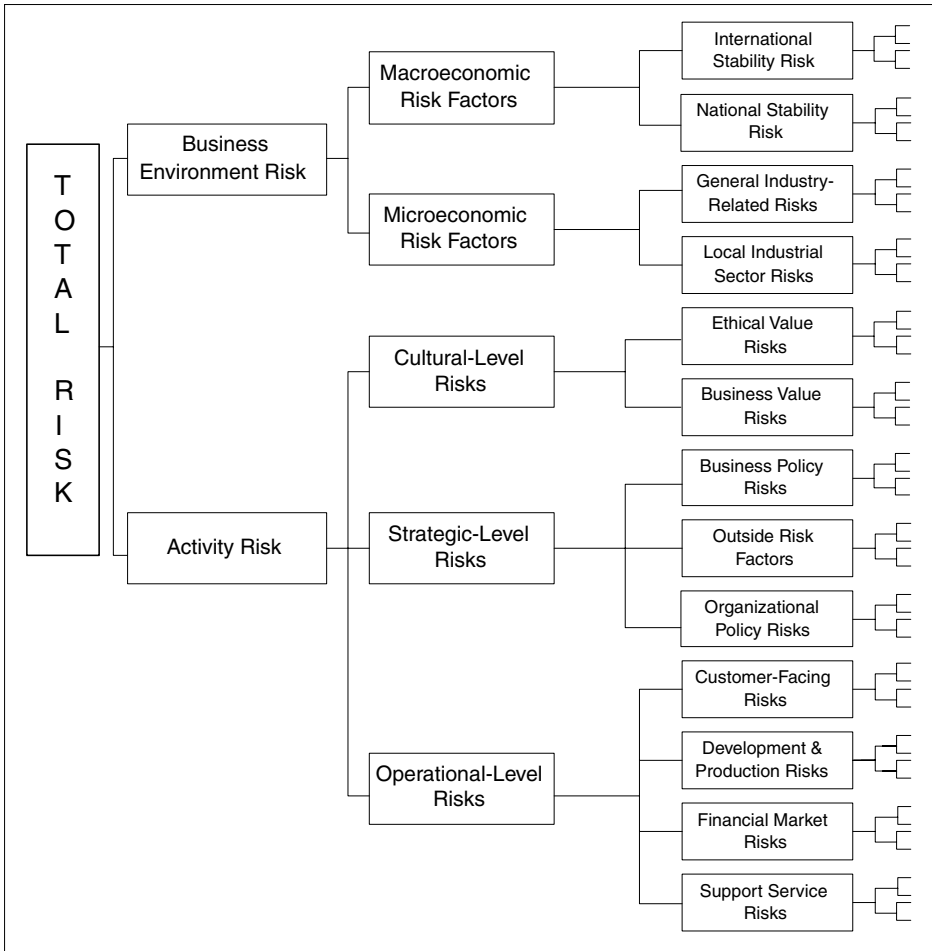 TOTAL RISK
Business
Environment Risk
Activity Risk
Macroeconomic
Risk Factors
Microeconomic
Risk Factors
Cultural-Level
Risks
Strategic-Level
Risks
Operational-Level
Risks
International
Stability Risk
National Stability
Risk
General Industry-
Related Risks
Local Industrial
Sector Risks
Ethical Value
Risks
Business Value
Risks
Business Policy
Risks
Outside Risk
Factors
Organizational
Policy Risks
Customer-Facing
Risks
Development &
Production Risks
Financial Market
Risks
Support Service
Risks